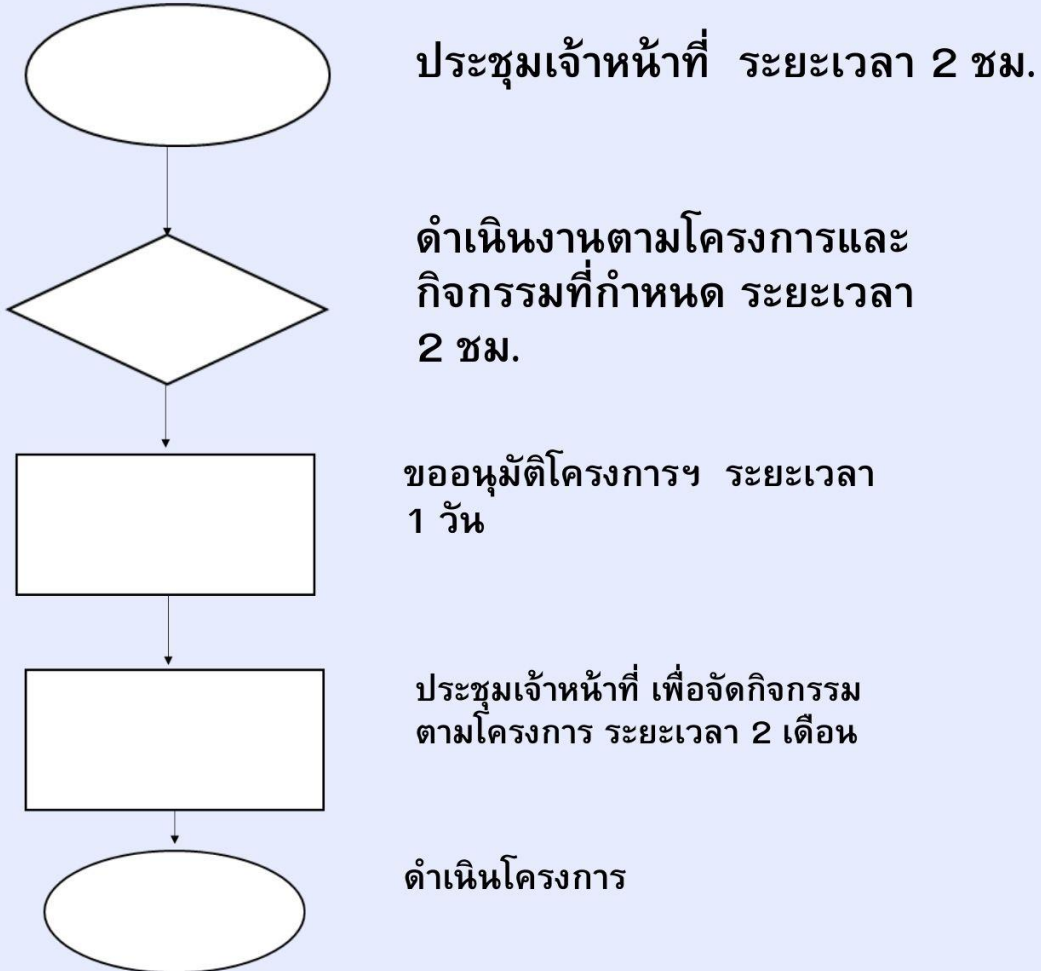 ประชุมเจ้าหน้าที่ ระยะเวลา 2 ชม.
ดำเนินงานตามโครงการและ
กิจกรรมที่กำหนด ระยะเวลา
2 ชม.
ขออนุมัติโครงการฯ ระยะเวลา
1 วัน
ประชุมเจ้าหน้าที่ เพื่อจัดกิจกรรม
ตามโครงการ ระยะเวลา 2 เดือน
ดำเนินโครงการ